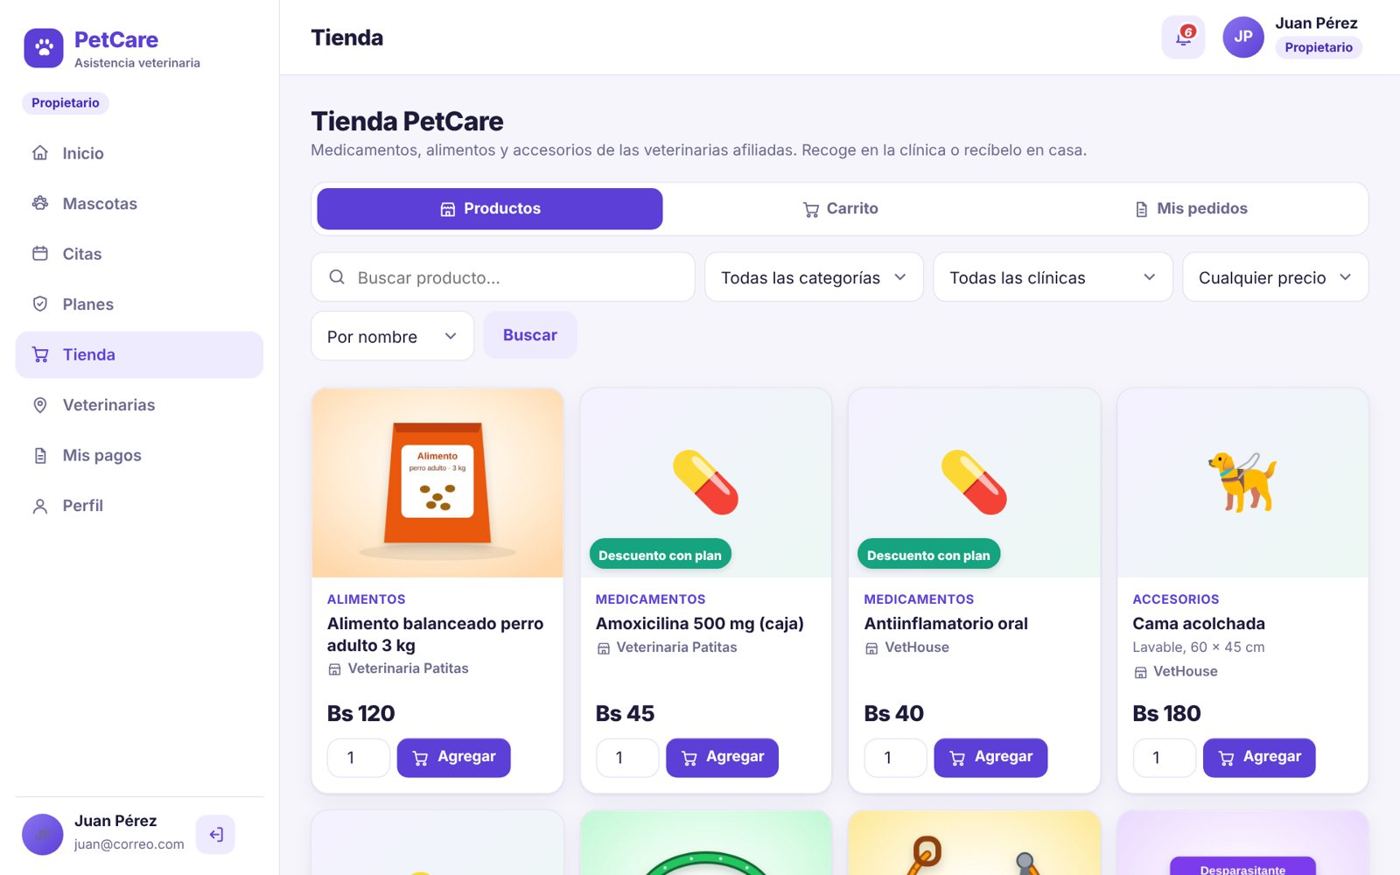 PetCare
Asistencia veterinaria
Propietario
Inicio
Mascotas
Citas
Planes
Tienda
Veterinarias
Mis pagos
Perfil
Juan Pérez
juan@correo.com
Tienda
6
JP
Juan Pérez
Propietario
Tienda PetCare
Medicamentos, alimentos y accesorios de las veterinarias afiliadas. Recoge en la clínica o recíbelo en casa.
Productos
Carrito
Mis pedidos
Buscar producto...
Todas las categorías
Todas las clínicas
Cualquier precio
Por nombre
Buscar
Alimento
perro adulto · 3 kg
ALIMENTOS
Alimento balanceado perro
adulto 3 kg
Veterinaria Patitas
Bs 120
1
Agregar
Descuento con plan
MEDICAMENTOS
Amoxicilina 500 mg (caja)
Veterinaria Patitas
Bs 45
1
Agregar
Descuento con plan
MEDICAMENTOS
Antiinflamatorio oral
VetHouse
Bs 40
1
Agregar
ACCESORIOS
Cama acolchada
Lavable, 60 × 45 cm
VetHouse
Bs 180
1
Agregar
Desparasitante